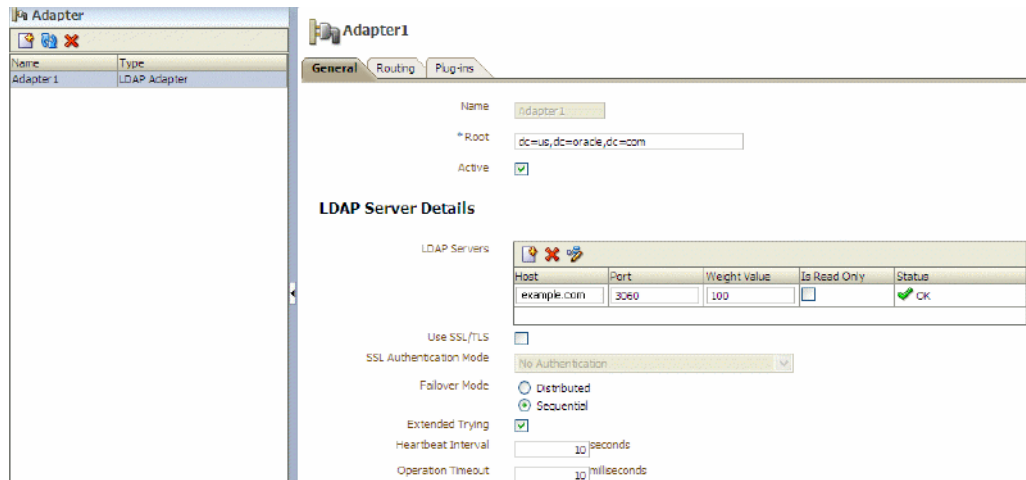 Adapter
Name Type
Adapter1 LDAP Adapter
Adapter1
General Routing Plug-ins
Name Adapter1
*Root dc=us,dc=oracle,dc=com
Active
LDAP Server Details
LDAP Servers
Host Port Weight Value Is Read Only Status
example.com 3060 100 OK
Use SSL/TLS
SSL Authentication Mode No Authentication
Failover Mode Distributed
Sequential
Extended Trying
Heartbeat Interval 10 seconds
Operation Timeout 10 miliseconds